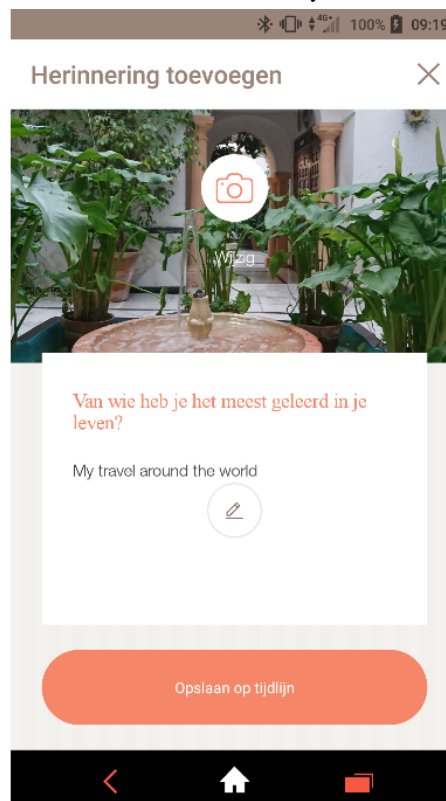 100% 09:19
Herinnering toevoegen
Wijzig
Van wie heb je het meest geleerd in je
leven?
My travel around the world
Opslaan op tijdlijn